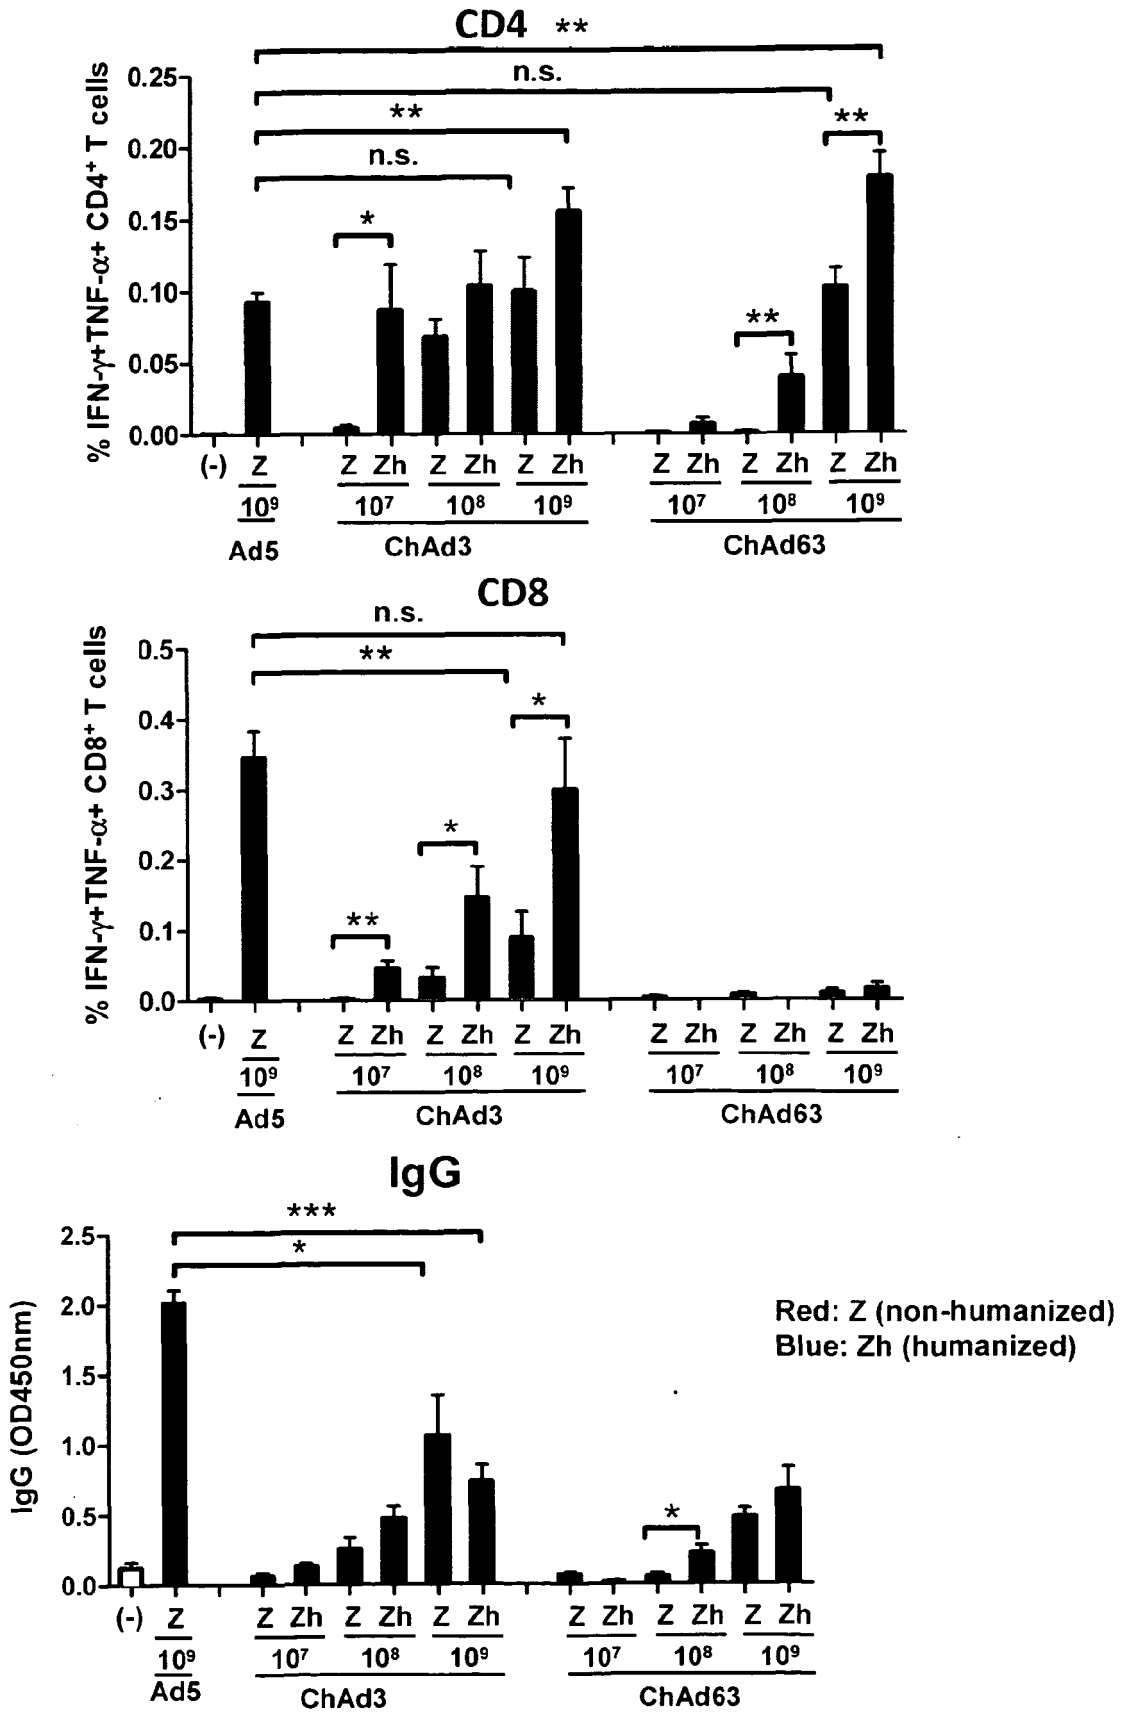 CD4 **
n.s.
**
**
n.s.
*
**
% IFN-γ+TNF-α+ CD4⁺ T cells
0.25
0.20
0.15
0.10
0.05
0.00
(-) Z Z Zh Z Zh Z Zh Z Zh Z Zh Z Zh
10⁹ 10⁷ 10⁸ 10⁹ 10⁷ 10⁸ 10⁹
Ad5 ChAd3 ChAd63
CD8
n.s.
**
*
*
**
% IFN-γ+TNF-α+ CD8⁺ T cells
0.5
0.4
0.3
0.2
0.1
0.0
(-) Z Z Zh Z Zh Z Zh Z Zh Z Zh Z Zh
10⁹ 10⁷ 10⁸ 10⁹ 10⁷ 10⁸ 10⁹
Ad5 ChAd3 ChAd63
IgG
***
*
*
IgG (OD450nm)
2.5
2.0
1.5
1.0
0.5
0.0
Red: Z (non-humanized)
Blue: Zh (humanized)
(-) Z Z Zh Z Zh Z Zh Z Zh Z Zh Z Zh
10⁹ 10⁷ 10⁸ 10⁹ 10⁷ 10⁸ 10⁹
Ad5 ChAd3 ChAd63